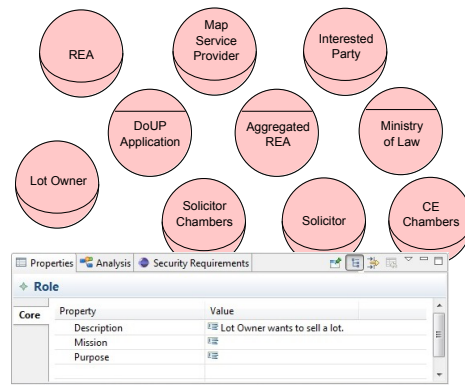 REA
Map
Service
Provider
Interested
Party
DoUP
Application
Aggregated
REA
Ministry
of Law
Lot Owner
Solicitor
Chambers
Solicitor
CE
Chambers
Properties Analysis Security Requirements
Role
Core
Property Value
Description Lot Owner wants to sell a lot.
Mission
Purpose